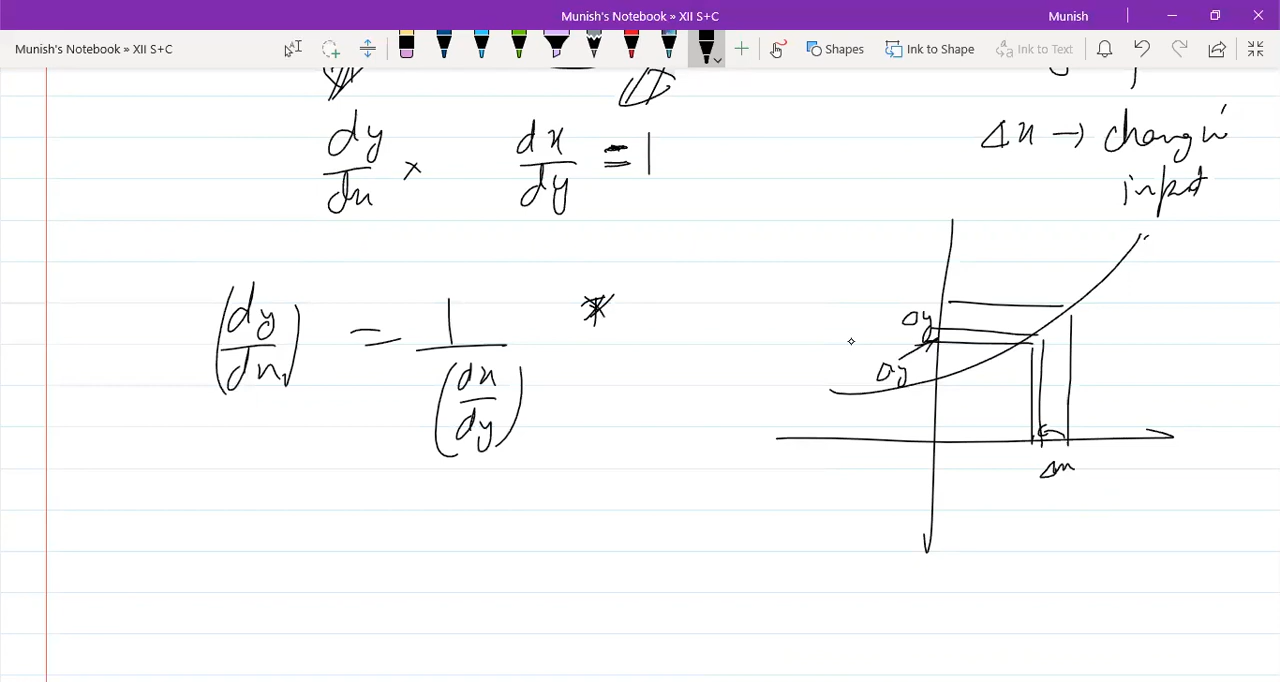 Munish's Notebook » XII S+C
Munish
Munish's Notebook » XII S+C
Shapes
Ink to Shape
Ink to Text
dy/dx × dx/dy = 1
Δx → change in
input
(dy/dx) = 1/(dx/dy) *
Δy
Δy
Δx